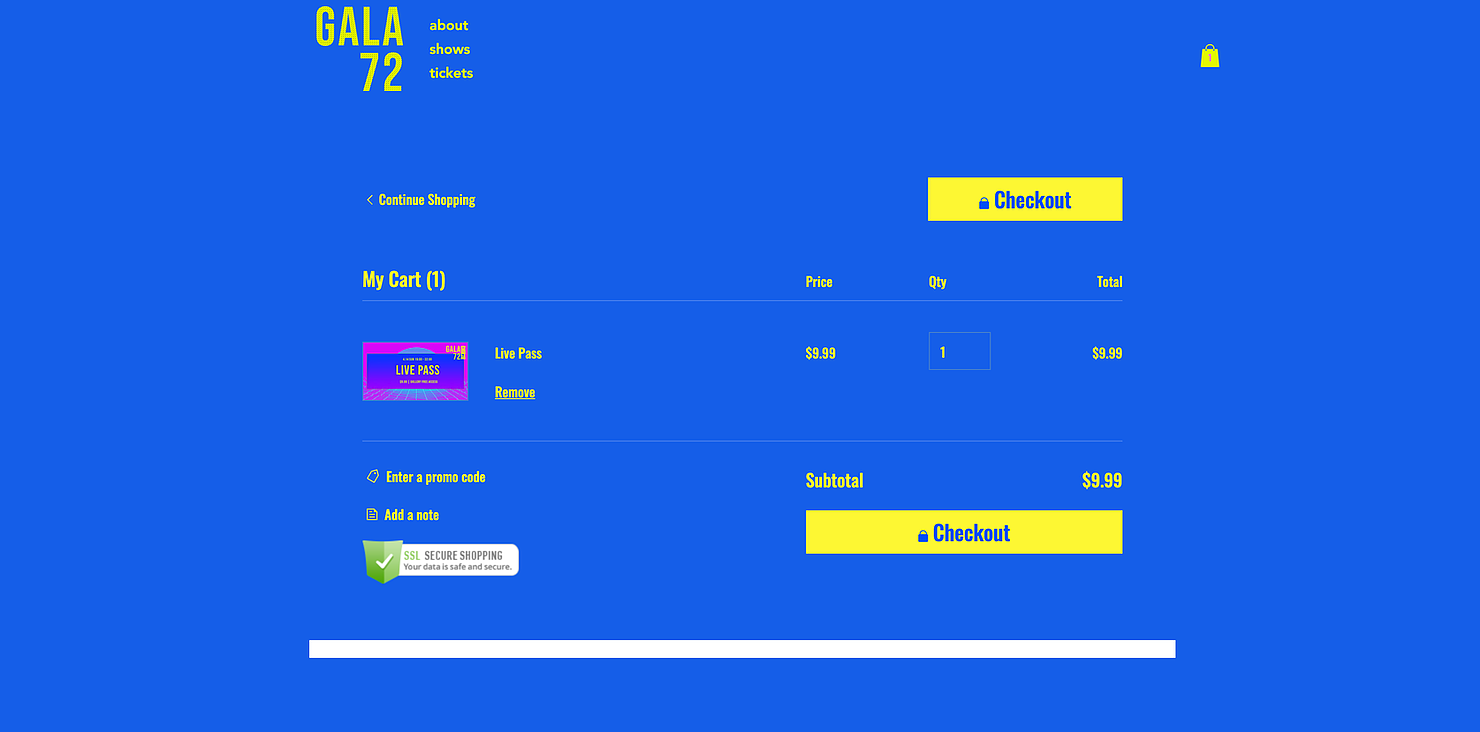 GALA
72
about
shows
tickets
1
Continue Shopping
Checkout
My Cart (1)
Price
Qty
Total
GALA
72
LIVE PASS
Live Pass
$9.99
1
$9.99
Remove
Enter a promo code
Subtotal
$9.99
Add a note
Checkout
SSL SECURE SHOPPING
Your data is safe and secure.